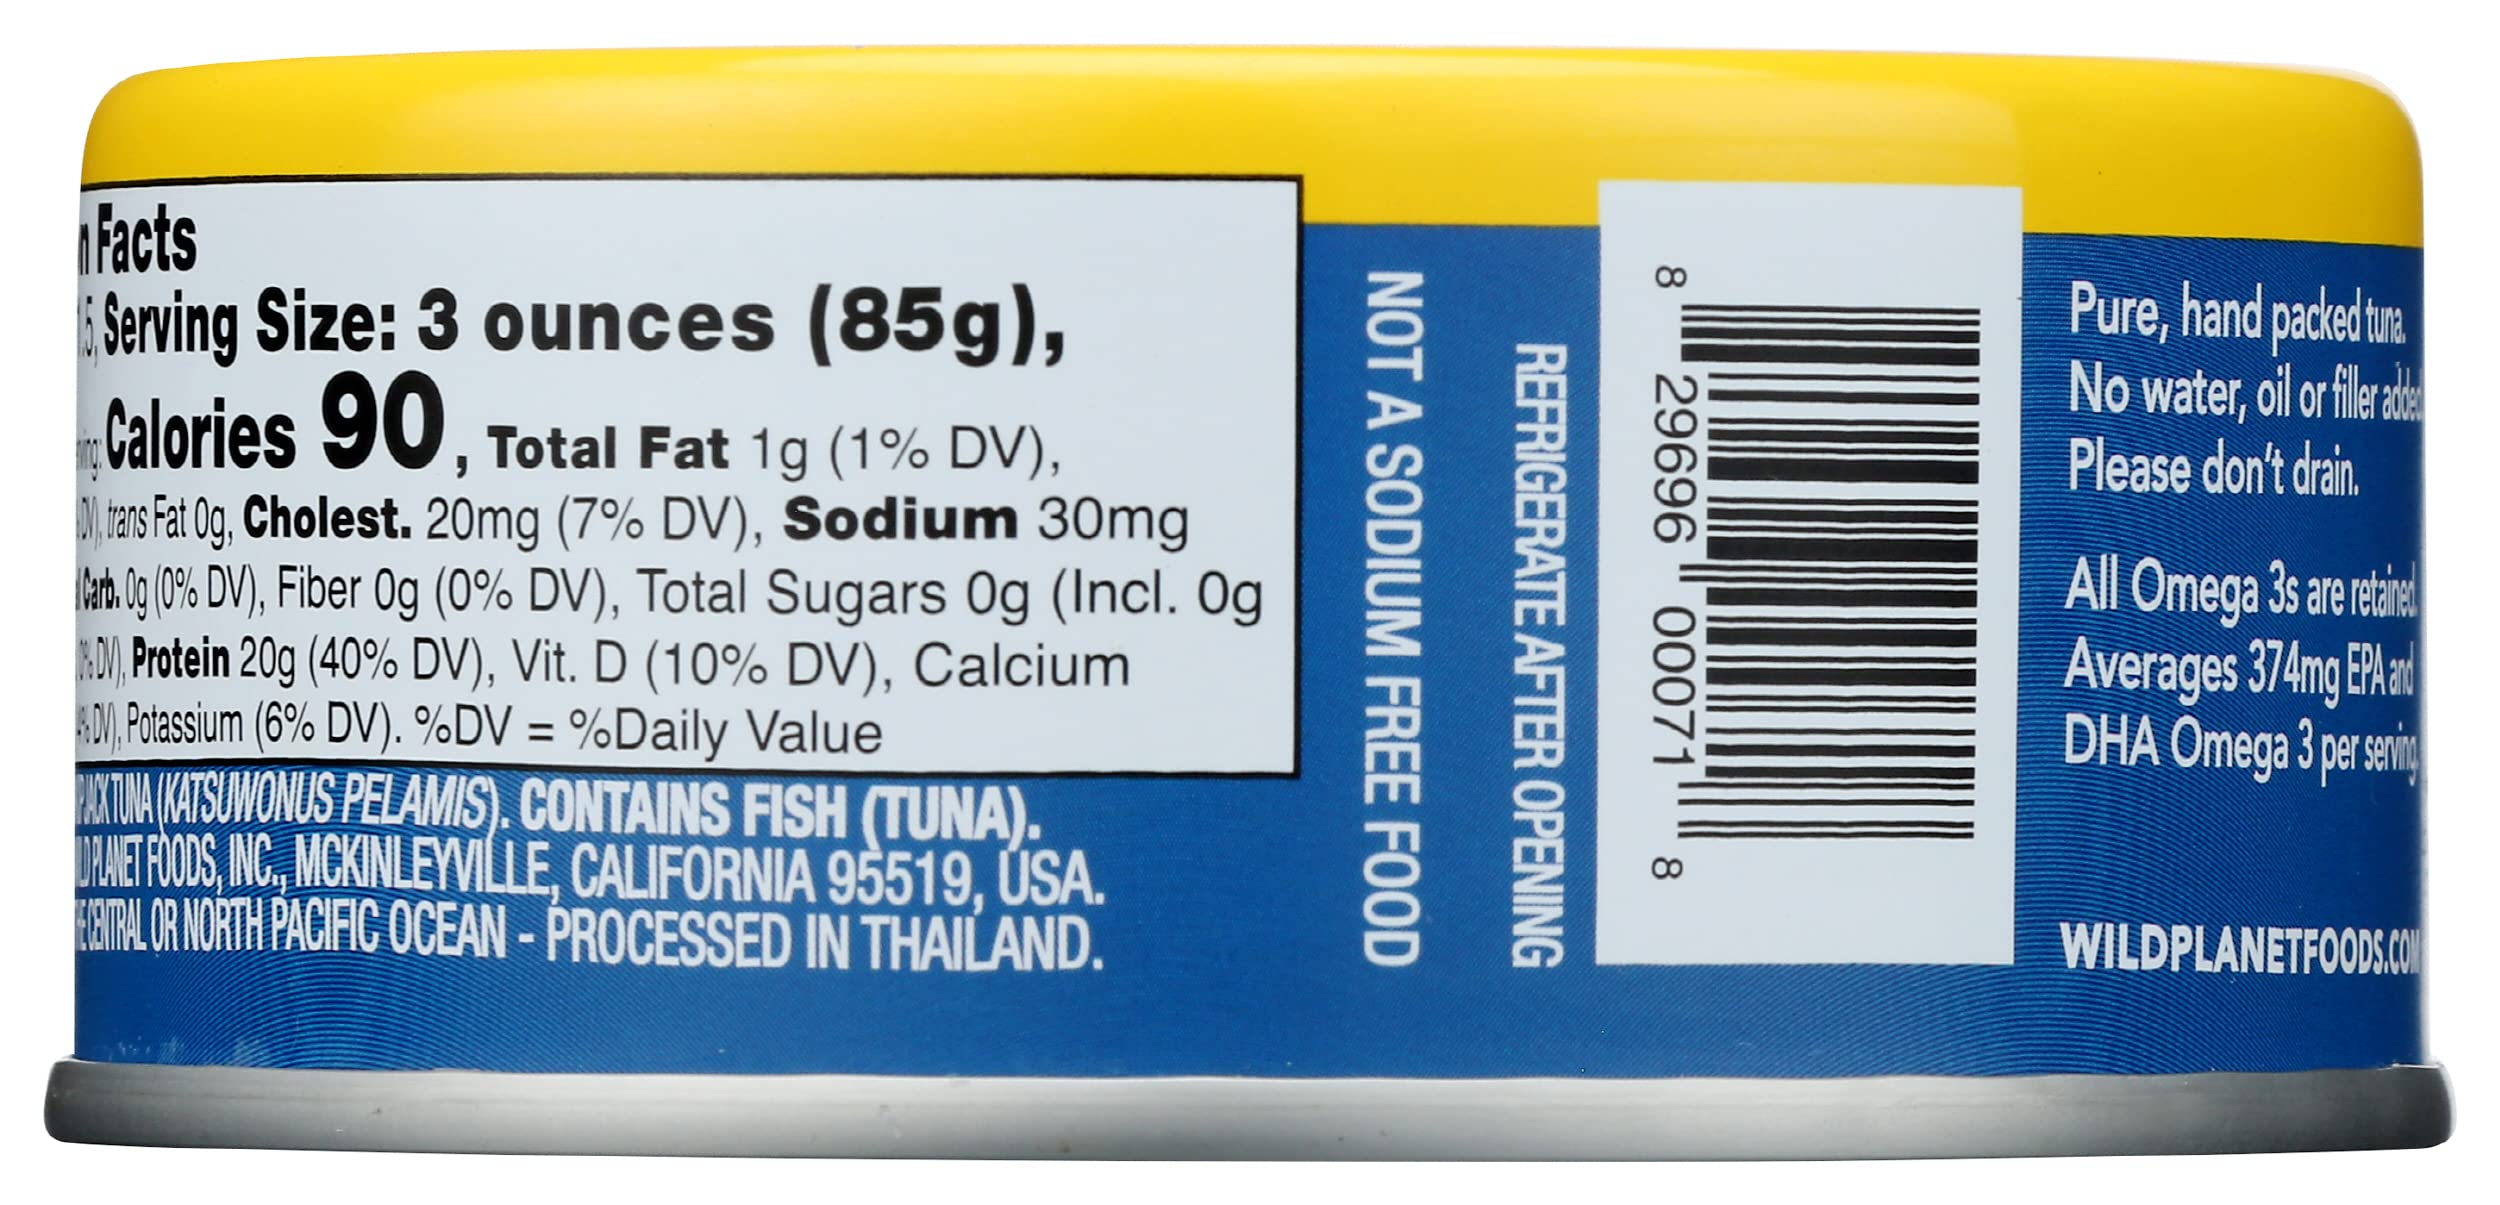 Facts
Serving Size: 3 ounces (85g),
Calories 90, Total Fat 1g (1% DV),
DV), trans Fat 0g, Cholest. 20mg (7% DV), Sodium 30mg
Carb. 0g (0% DV), Fiber 0g (0% DV), Total Sugars 0g (Incl. 0g
DV), Protein 20g (40% DV), Vit. D (10% DV), Calcium
DV), Potassium (6% DV). %DV = %Daily Value
JACK TUNA (KATSUWONUS PELAMIS). CONTAINS FISH (TUNA).
PLANET FOODS, INC., MCKINLEYVILLE, CALIFORNIA 95519, USA.
CENTRAL OR NORTH PACIFIC OCEAN - PROCESSED IN THAILAND.
NOT A SODIUM FREE FOOD
REFRIGERATE AFTER OPENING
8 29696 00071 8
Pure, hand packed tuna.
No water, oil or filler added
Please don't drain.
All Omega 3s are retained.
Averages 374mg EPA and
DHA Omega 3 per serving.
WILDPLANETFOODS.COM